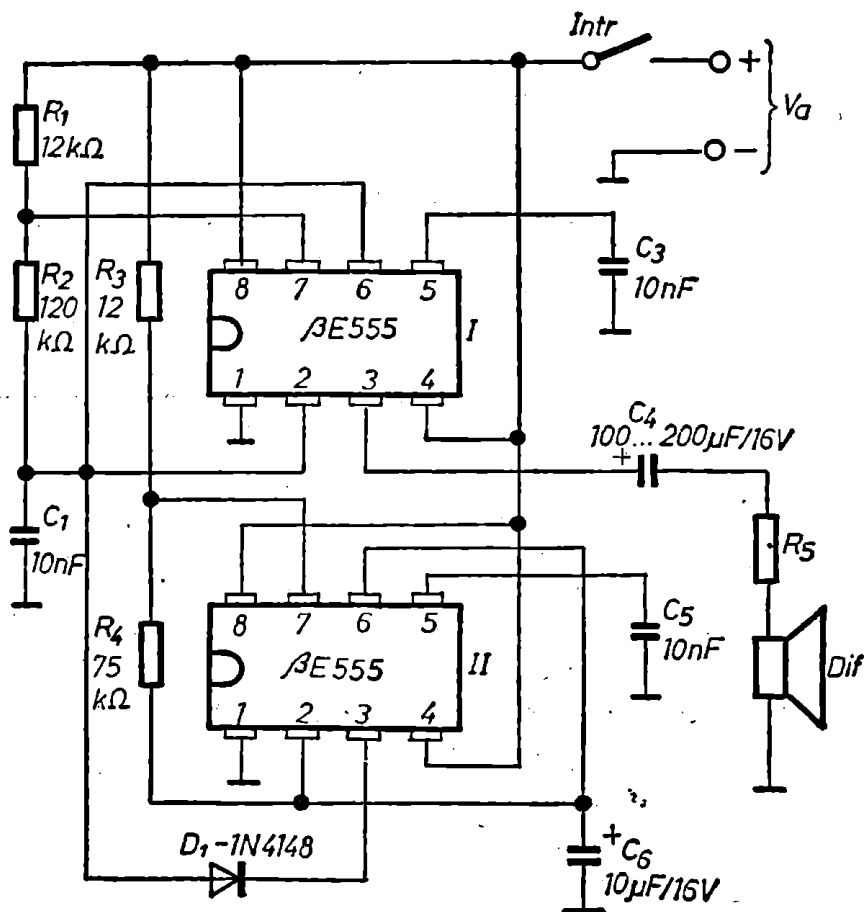 Intr
+
Va
−
R1
12kΩ
R2
120
kΩ
R3
12
kΩ
8 7 6 5
βE555
I
1 2 3 4
C3
10nF
C4
100...200µF/16V
+
C1
10nF
R5
8 7 6 5
βE555
II
1 2 3 4
C5
10nF
R4
75
kΩ
Dif
D1-1N4148
+
C6
10µF/16V